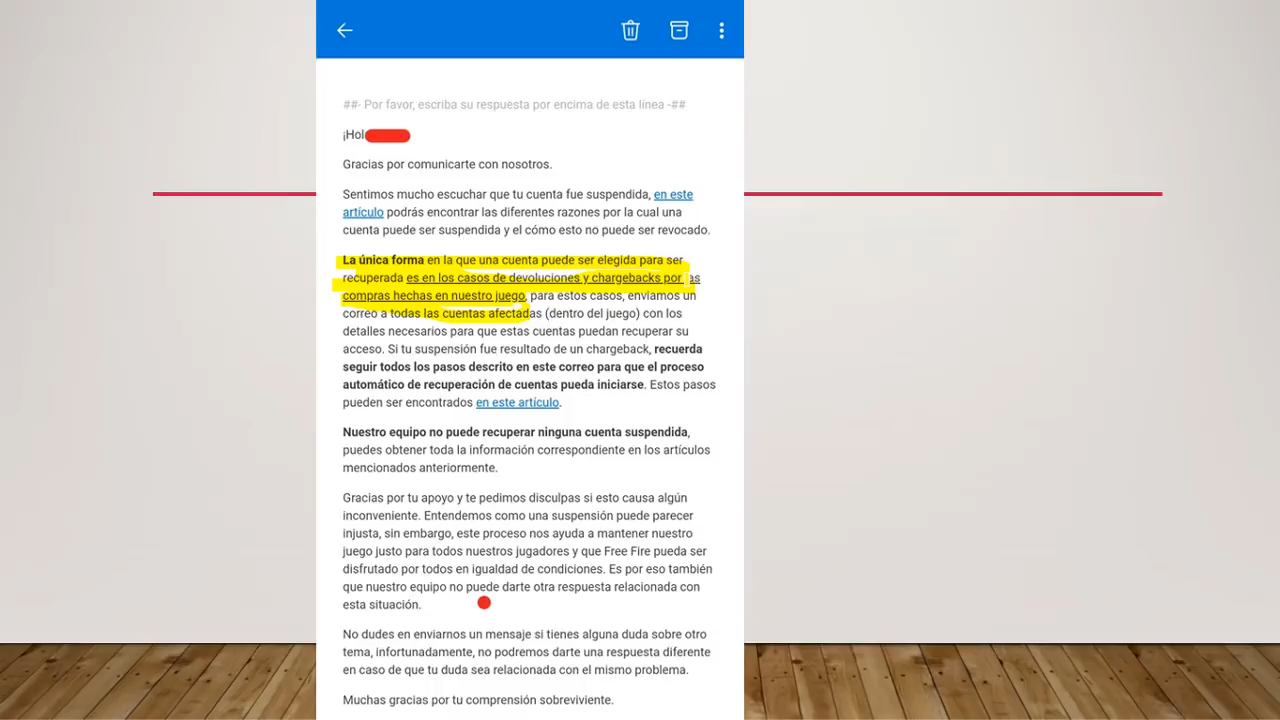 ##- Por favor, escriba su respuesta por encima de esta línea -##
¡Hol
Gracias por comunicarte con nosotros.
Sentimos mucho escuchar que tu cuenta fue suspendida, en este
artículo podrás encontrar las diferentes razones por la cual una
cuenta puede ser suspendida y el cómo esto no puede ser revocado.
La única forma en la que una cuenta puede ser elegida para ser
recuperada es en los casos de devoluciones y chargebacks por las
compras hechas en nuestro juego, para estos casos, enviamos un
correo a todas las cuentas afectadas (dentro del juego) con los
detalles necesarios para que estas cuentas puedan recuperar su
acceso. Si tu suspensión fue resultado de un chargeback, recuerda
seguir todos los pasos descrito en este correo para que el proceso
automático de recuperación de cuentas pueda iniciarse. Estos pasos
pueden ser encontrados en este artículo.
Nuestro equipo no puede recuperar ninguna cuenta suspendida,
puedes obtener toda la información correspondiente en los artículos
mencionados anteriormente.
Gracias por tu apoyo y te pedimos disculpas si esto causa algún
inconveniente. Entendemos como una suspensión puede parecer
injusta, sin embargo, este proceso nos ayuda a mantener nuestro
juego justo para todos nuestros jugadores y que Free Fire pueda ser
disfrutado por todos en igualdad de condiciones. Es por eso también
que nuestro equipo no puede darte otra respuesta relacionada con
esta situación.
No dudes en enviarnos un mensaje si tienes alguna duda sobre otro
tema, infortunadamente, no podremos darte una respuesta diferente
en caso de que tu duda sea relacionada con el mismo problema.
Muchas gracias por tu comprensión sobreviviente.